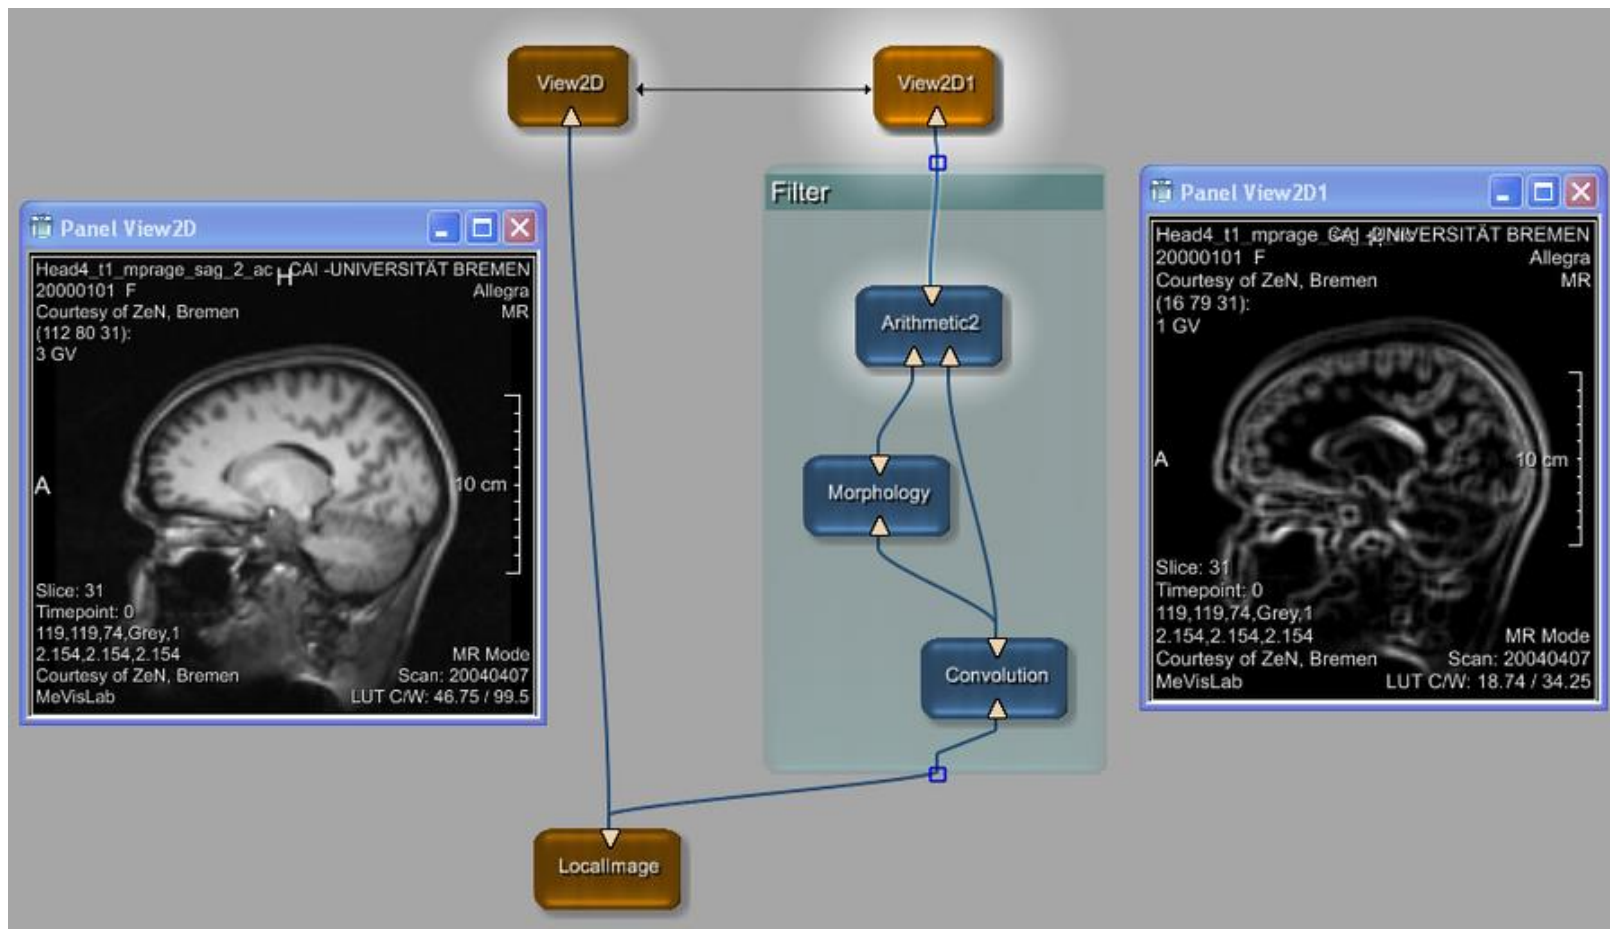 View2D
View2D1
Filter
Arithmetic2
Morphology
Convolution
LocalImage
Panel View2D
Head4_t1_mprage_sag_2_ac CAI -UNIVERSITÄT BREMEN
H
20000101 F Allegra
Courtesy of ZeN, Bremen MR
(112 80 31):
3 GV
A
10 cm
Slice: 31
Timepoint: 0
119,119,74,Grey,1
2.154,2.154,2.154 MR Mode
Courtesy of ZeN, Bremen Scan: 20040407
MeVisLab LUT C/W: 46.75 / 99.5
Panel View2D1
Head4_t1_mprage UNIVERSITÄT BREMEN
20000101 F Allegra
Courtesy of ZeN, Bremen MR
(16 79 31):
1 GV
A
10 cm
Slice: 31
Timepoint: 0
119,119,74,Grey,1
2.154,2.154,2.154 MR Mode
Courtesy of ZeN, Bremen Scan: 20040407
MeVisLab LUT C/W: 18.74 / 34.25